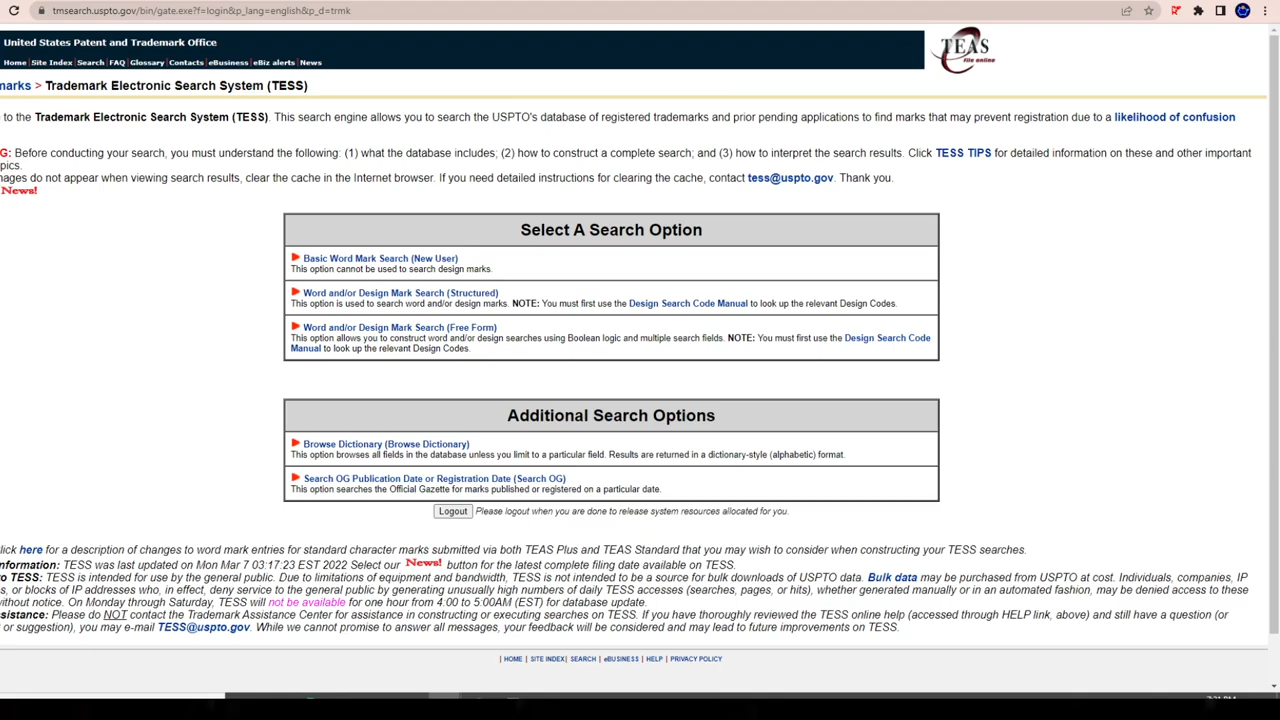 tmsearch.uspto.gov/bin/gate.exe?f=login&p_lang=english&p_d=trmk
United States Patent and Trademark Office
Home | Site Index | Search | FAQ | Glossary | Contacts | eBusiness | eBiz alerts | News
TEAS
file online
marks > Trademark Electronic Search System (TESS)
to the Trademark Electronic Search System (TESS). This search engine allows you to search the USPTO's database of registered trademarks and prior pending applications to find marks that may prevent registration due to a likelihood of confusion
G: Before conducting your search, you must understand the following: (1) what the database includes; (2) how to construct a complete search; and (3) how to interpret the search results. Click TESS TIPS for detailed information on these and other important
pics.
ages do not appear when viewing search results, clear the cache in the Internet browser. If you need detailed instructions for clearing the cache, contact tess@uspto.gov. Thank you.
News!
Select A Search Option
Basic Word Mark Search (New User)
This option cannot be used to search design marks.
Word and/or Design Mark Search (Structured)
This option is used to search word and/or design marks. NOTE: You must first use the Design Search Code Manual to look up the relevant Design Codes.
Word and/or Design Mark Search (Free Form)
This option allows you to construct word and/or design searches using Boolean logic and multiple search fields. NOTE: You must first use the Design Search Code
Manual to look up the relevant Design Codes.
Additional Search Options
Browse Dictionary (Browse Dictionary)
This option browses all fields in the database unless you limit to a particular field. Results are returned in a dictionary-style (alphabetic) format.
Search OG Publication Date or Registration Date (Search OG)
This option searches the Official Gazette for marks published or registered on a particular date.
Logout Please logout when you are done to release system resources allocated for you.
lick here for a description of changes to word mark entries for standard character marks submitted via both TEAS Plus and TEAS Standard that you may wish to consider when constructing your TESS searches.
nformation: TESS was last updated on Mon Mar 7 03:17:23 EST 2022 Select our News! button for the latest complete filing date available on TESS.
o TESS: TESS is intended for use by the general public. Due to limitations of equipment and bandwidth, TESS is not intended to be a source for bulk downloads of USPTO data. Bulk data may be purchased from USPTO at cost. Individuals, companies, IP
s, or blocks of IP addresses who, in effect, deny service to the general public by generating unusually high numbers of daily TESS accesses (searches, pages, or hits), whether generated manually or in an automated fashion, may be denied access to these
without notice. On Monday through Saturday, TESS will not be available for one hour from 4:00 to 5:00AM (EST) for database update.
ssistance: Please do NOT contact the Trademark Assistance Center for assistance in constructing or executing searches on TESS. If you have thoroughly reviewed the TESS online help (accessed through HELP link, above) and still have a question (or
or suggestion), you may e-mail TESS@uspto.gov. While we cannot promise to answer all messages, your feedback will be considered and may lead to future improvements on TESS.
| HOME | SITE INDEX | SEARCH | eBUSINESS | HELP | PRIVACY POLICY